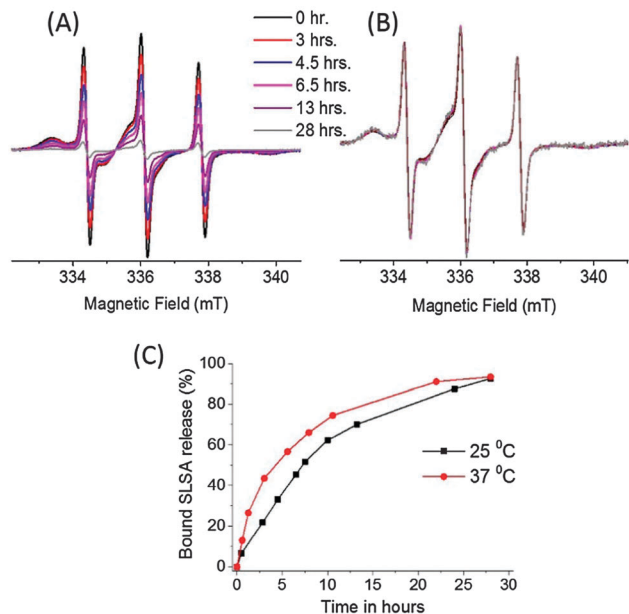 (A)
0 hr.
3 hrs.
4.5 hrs.
6.5 hrs.
13 hrs.
28 hrs.
334 336 338 340
Magnetic Field (mT)
(B)
334 336 338 341
Magnetic Field (mT)
(C)
Bound SLSA release (%)
100
80
60
40
20
0
25 ⁰C
37 ⁰C
0 5 10 15 20 25 30
Time in hours